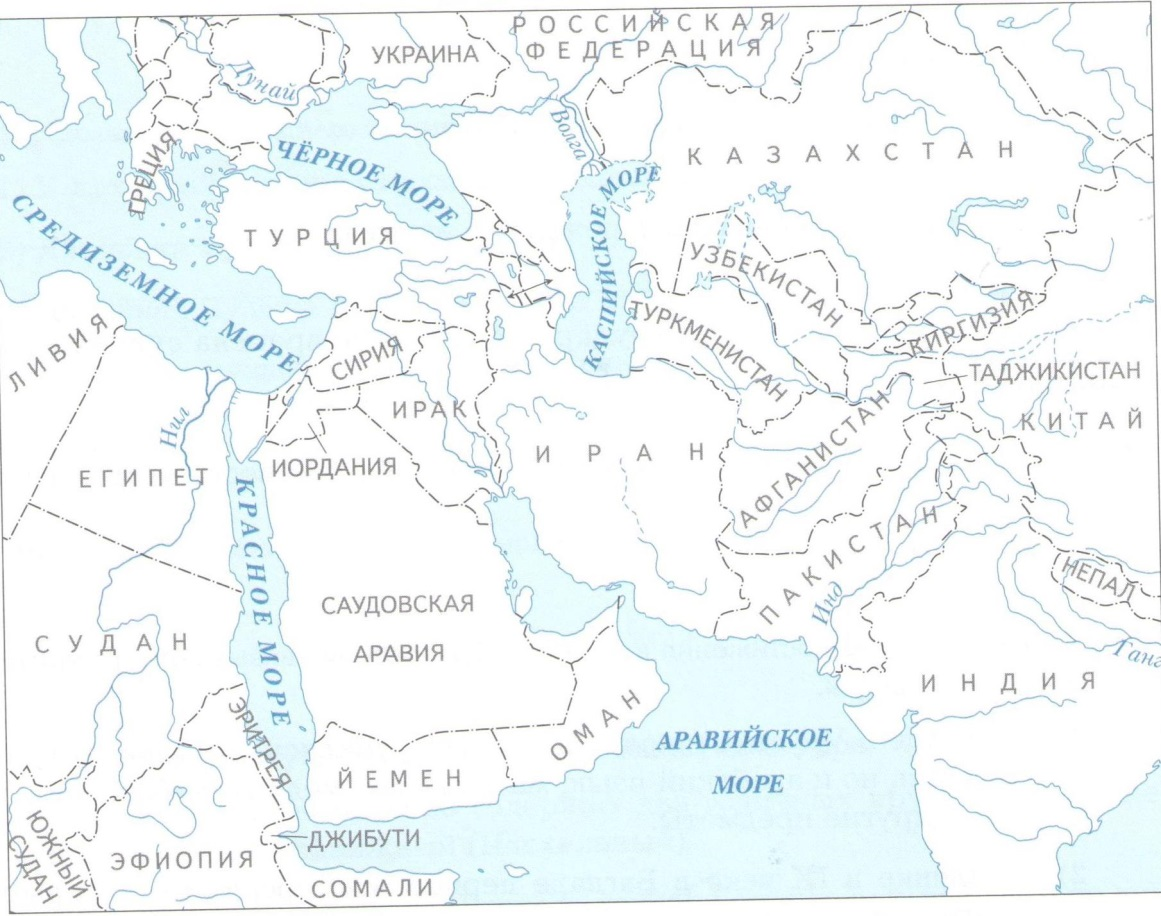 РОССИЙСКАЯ
ФЕДЕРАЦИЯ
УКРАИНА
Дунай
Волга
ГРЕЦИЯ
ЧЁРНОЕ МОРЕ
КАЗАХСТАН
СРЕДИЗЕМНОЕ МОРЕ
ТУРЦИЯ
КАСПИЙСКОЕ МОРЕ
УЗБЕКИСТАН
ТУРКМЕНИСТАН
КИРГИЗИЯ
ТАДЖИКИСТАН
КИТАЙ
ЛИВИЯ
СИРИЯ
ИРАК
ИРАН
АФГАНИСТАН
Нил
ИОРДАНИЯ
ЕГИПЕТ
КРАСНОЕ МОРЕ
ПАКИСТАН
НЕПАЛ
Инд
Ганг
САУДОВСКАЯ
АРАВИЯ
СУДАН
ИНДИЯ
ЭРИТРЕЯ
ОМАН
АРАВИЙСКОЕ
МОРЕ
ЙЕМЕН
ЮЖНЫЙ
СУДАН
ДЖИБУТИ
ЭФИОПИЯ
СОМАЛИ